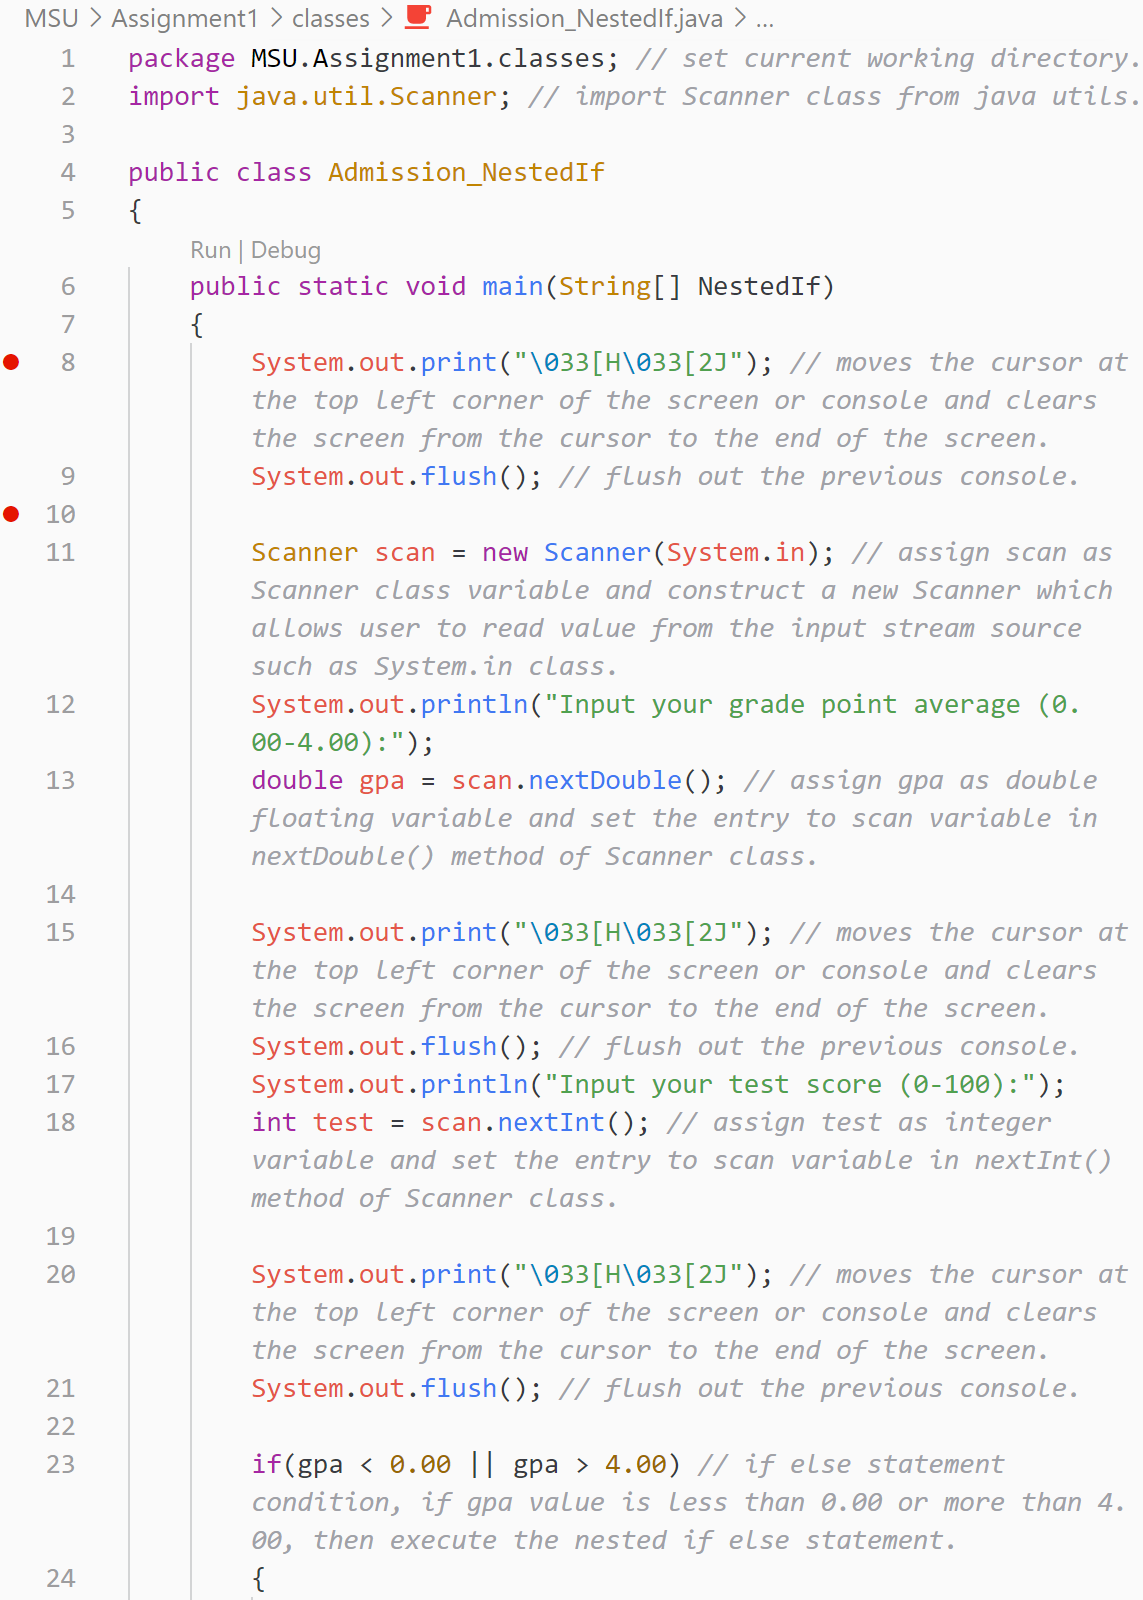 MSU > Assignment1 > classes > Admission_NestedIf.java > ...
1 package MSU.Assignment1.classes; // set current working directory.
2 import java.util.Scanner; // import Scanner class from java utils.
3
4 public class Admission_NestedIf
5 {
Run | Debug
6 public static void main(String[] NestedIf)
7 {
8 System.out.print("\033[H\033[2J"); // moves the cursor at
the top left corner of the screen or console and clears
the screen from the cursor to the end of the screen.
9 System.out.flush(); // flush out the previous console.
10
11 Scanner scan = new Scanner(System.in); // assign scan as
Scanner class variable and construct a new Scanner which
allows user to read value from the input stream source
such as System.in class.
12 System.out.println("Input your grade point average (0.
00-4.00):");
13 double gpa = scan.nextDouble(); // assign gpa as double
floating variable and set the entry to scan variable in
nextDouble() method of Scanner class.
14
15 System.out.print("\033[H\033[2J"); // moves the cursor at
the top left corner of the screen or console and clears
the screen from the cursor to the end of the screen.
16 System.out.flush(); // flush out the previous console.
17 System.out.println("Input your test score (0-100):");
18 int test = scan.nextInt(); // assign test as integer
variable and set the entry to scan variable in nextInt()
method of Scanner class.
19
20 System.out.print("\033[H\033[2J"); // moves the cursor at
the top left corner of the screen or console and clears
the screen from the cursor to the end of the screen.
21 System.out.flush(); // flush out the previous console.
22
23 if(gpa < 0.00 || gpa > 4.00) // if else statement
condition, if gpa value is less than 0.00 or more than 4.
00, then execute the nested if else statement.
24 {